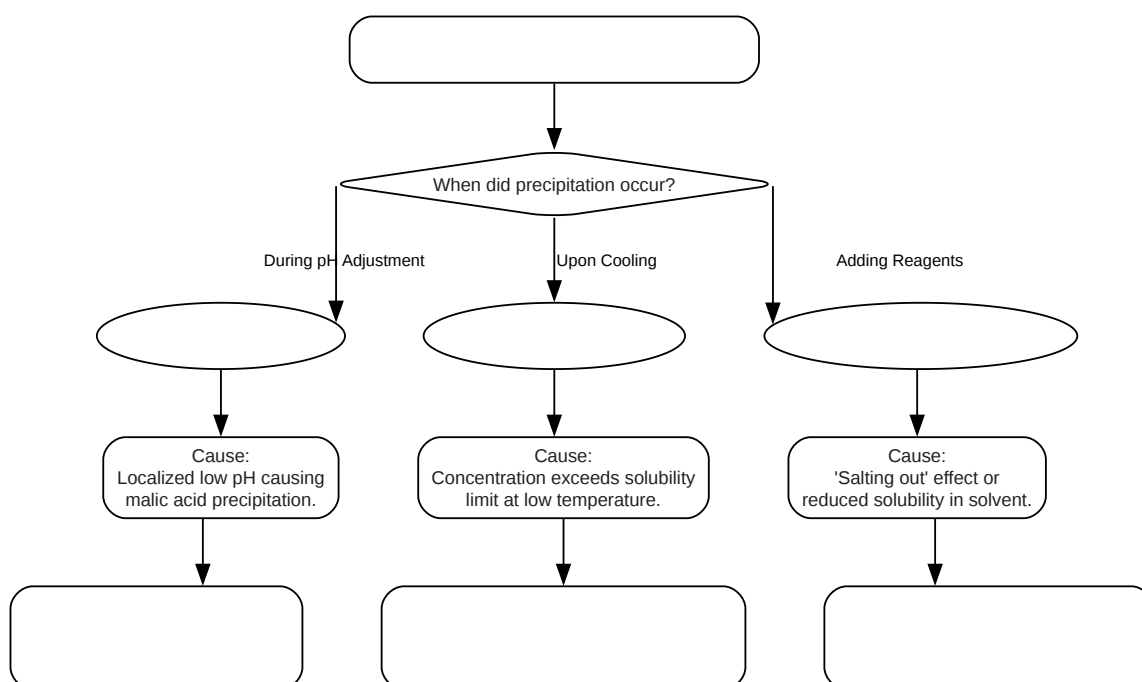 When did precipitation occur?
During pH Adjustment
Upon Cooling
Adding Reagents
Cause:
Localized low pH causing
malic acid precipitation.
Cause:
Concentration exceeds solubility
limit at low temperature.
Cause:
'Salting out' effect or
reduced solubility in solvent.